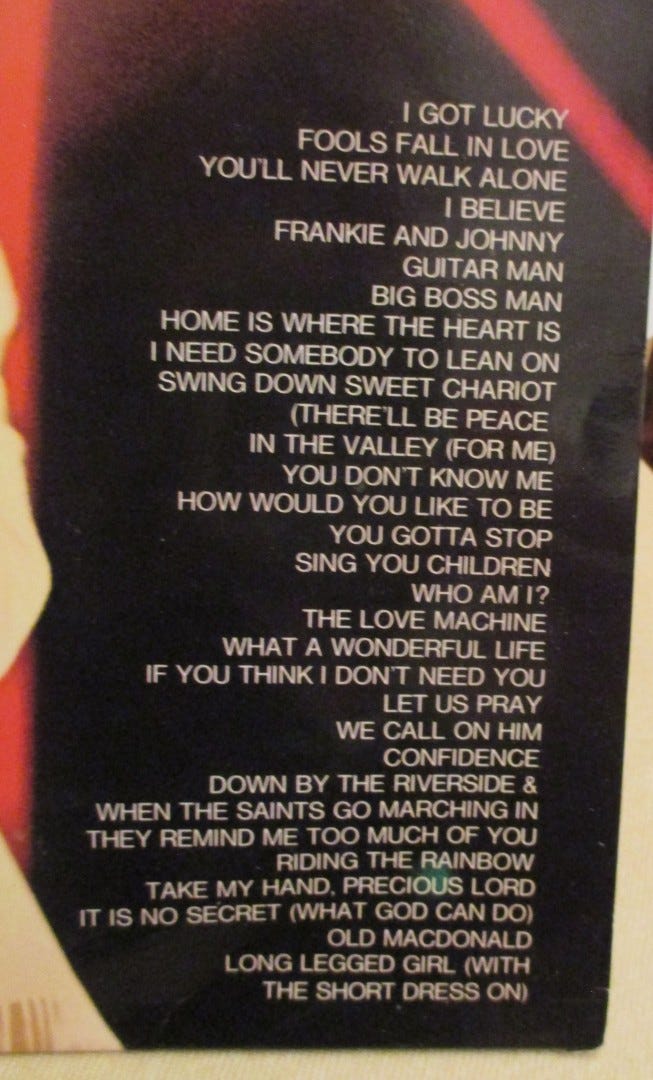 I GOT LUCKY
FOOLS FALL IN LOVE
YOU'LL NEVER WALK ALONE
I BELIEVE
FRANKIE AND JOHNNY
GUITAR MAN
BIG BOSS MAN
HOME IS WHERE THE HEART IS
I NEED SOMEBODY TO LEAN ON
SWING DOWN SWEET CHARIOT
(THERE'LL BE PEACE
IN THE VALLEY (FOR ME)
YOU DON'T KNOW ME
HOW WOULD YOU LIKE TO BE
YOU GOTTA STOP
SING YOU CHILDREN
WHO AM I?
THE LOVE MACHINE
WHAT A WONDERFUL LIFE
IF YOU THINK I DON'T NEED YOU
LET US PRAY
WE CALL ON HIM
CONFIDENCE
DOWN BY THE RIVERSIDE &
WHEN THE SAINTS GO MARCHING IN
THEY REMIND ME TOO MUCH OF YOU
RIDING THE RAINBOW
TAKE MY HAND, PRECIOUS LORD
IT IS NO SECRET (WHAT GOD CAN DO)
OLD MACDONALD
LONG LEGGED GIRL (WITH
THE SHORT DRESS ON)